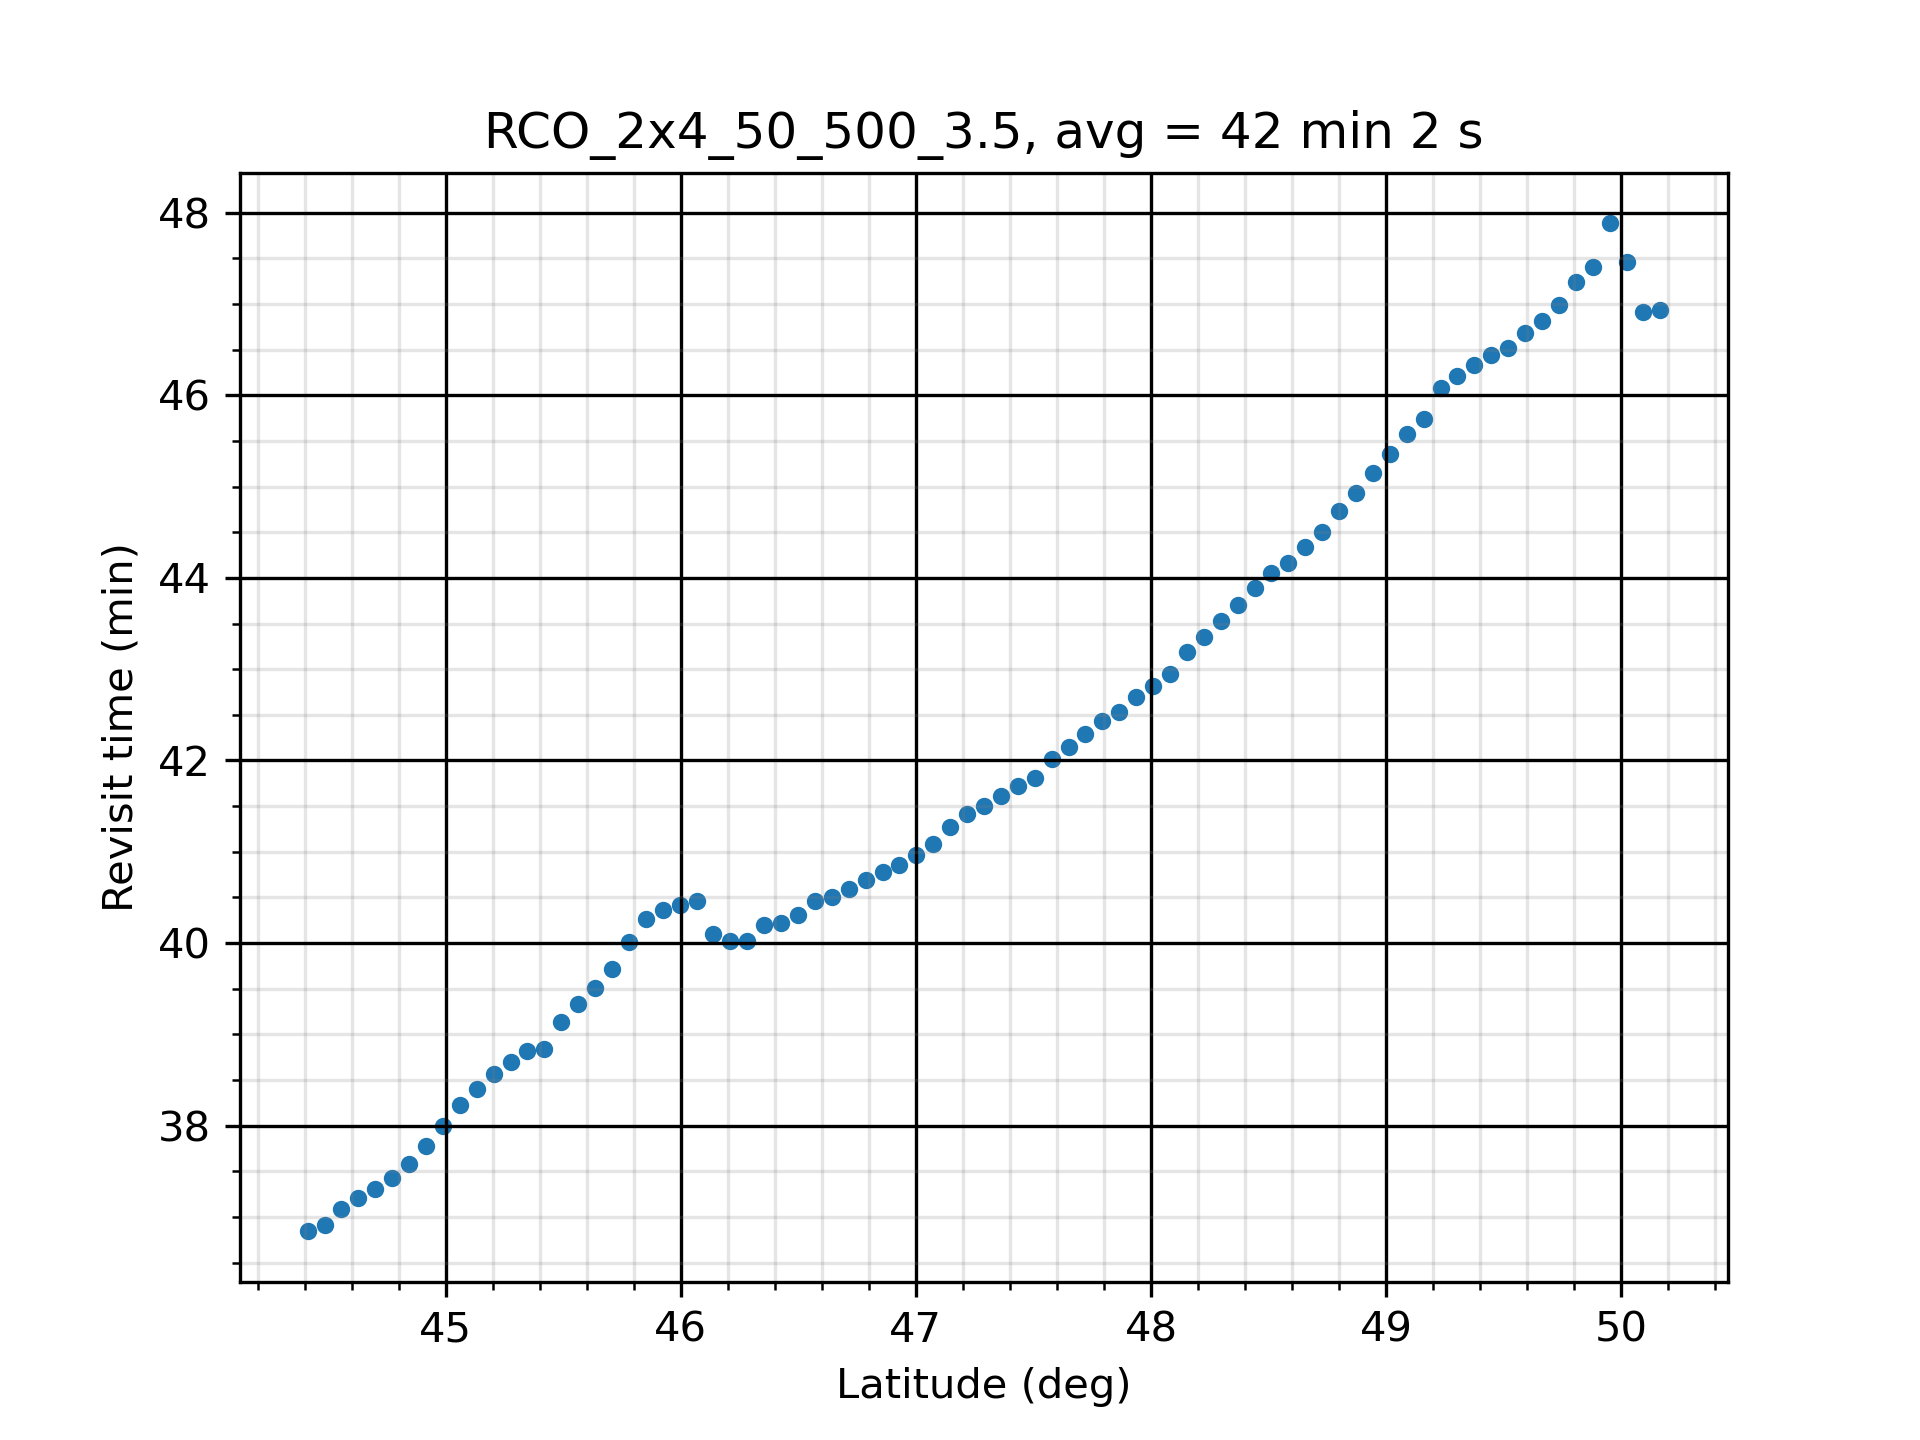 RCO_2x4_50_500_3.5, avg = 42 min 2 s
48
46
44
42
40
38
Revisit time (min)
45 46 47 48 49 50
Latitude (deg)